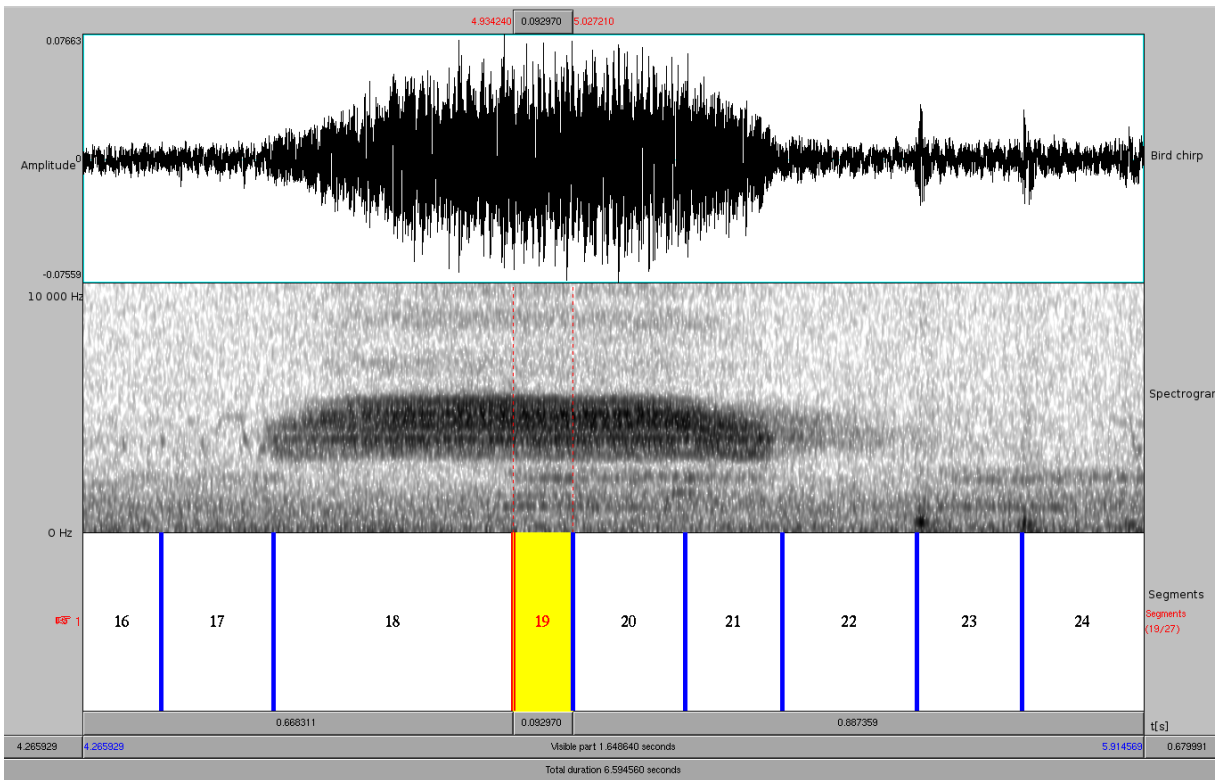 4.934240 0.092970 5.027210
0.07663
Amplitude 0
Bird chirp
-0.07559
10 000 Hz
Spectrogram
0 Hz
16 17 18 19 20 21 22 23 24
Segments
☞ 1
Segments
(19/27)
0.668311 0.092970 0.887359
t[s]
4.265929 4.265929 Visible part 1.648640 seconds 5.914569 0.679991
Total duration 6.594560 seconds